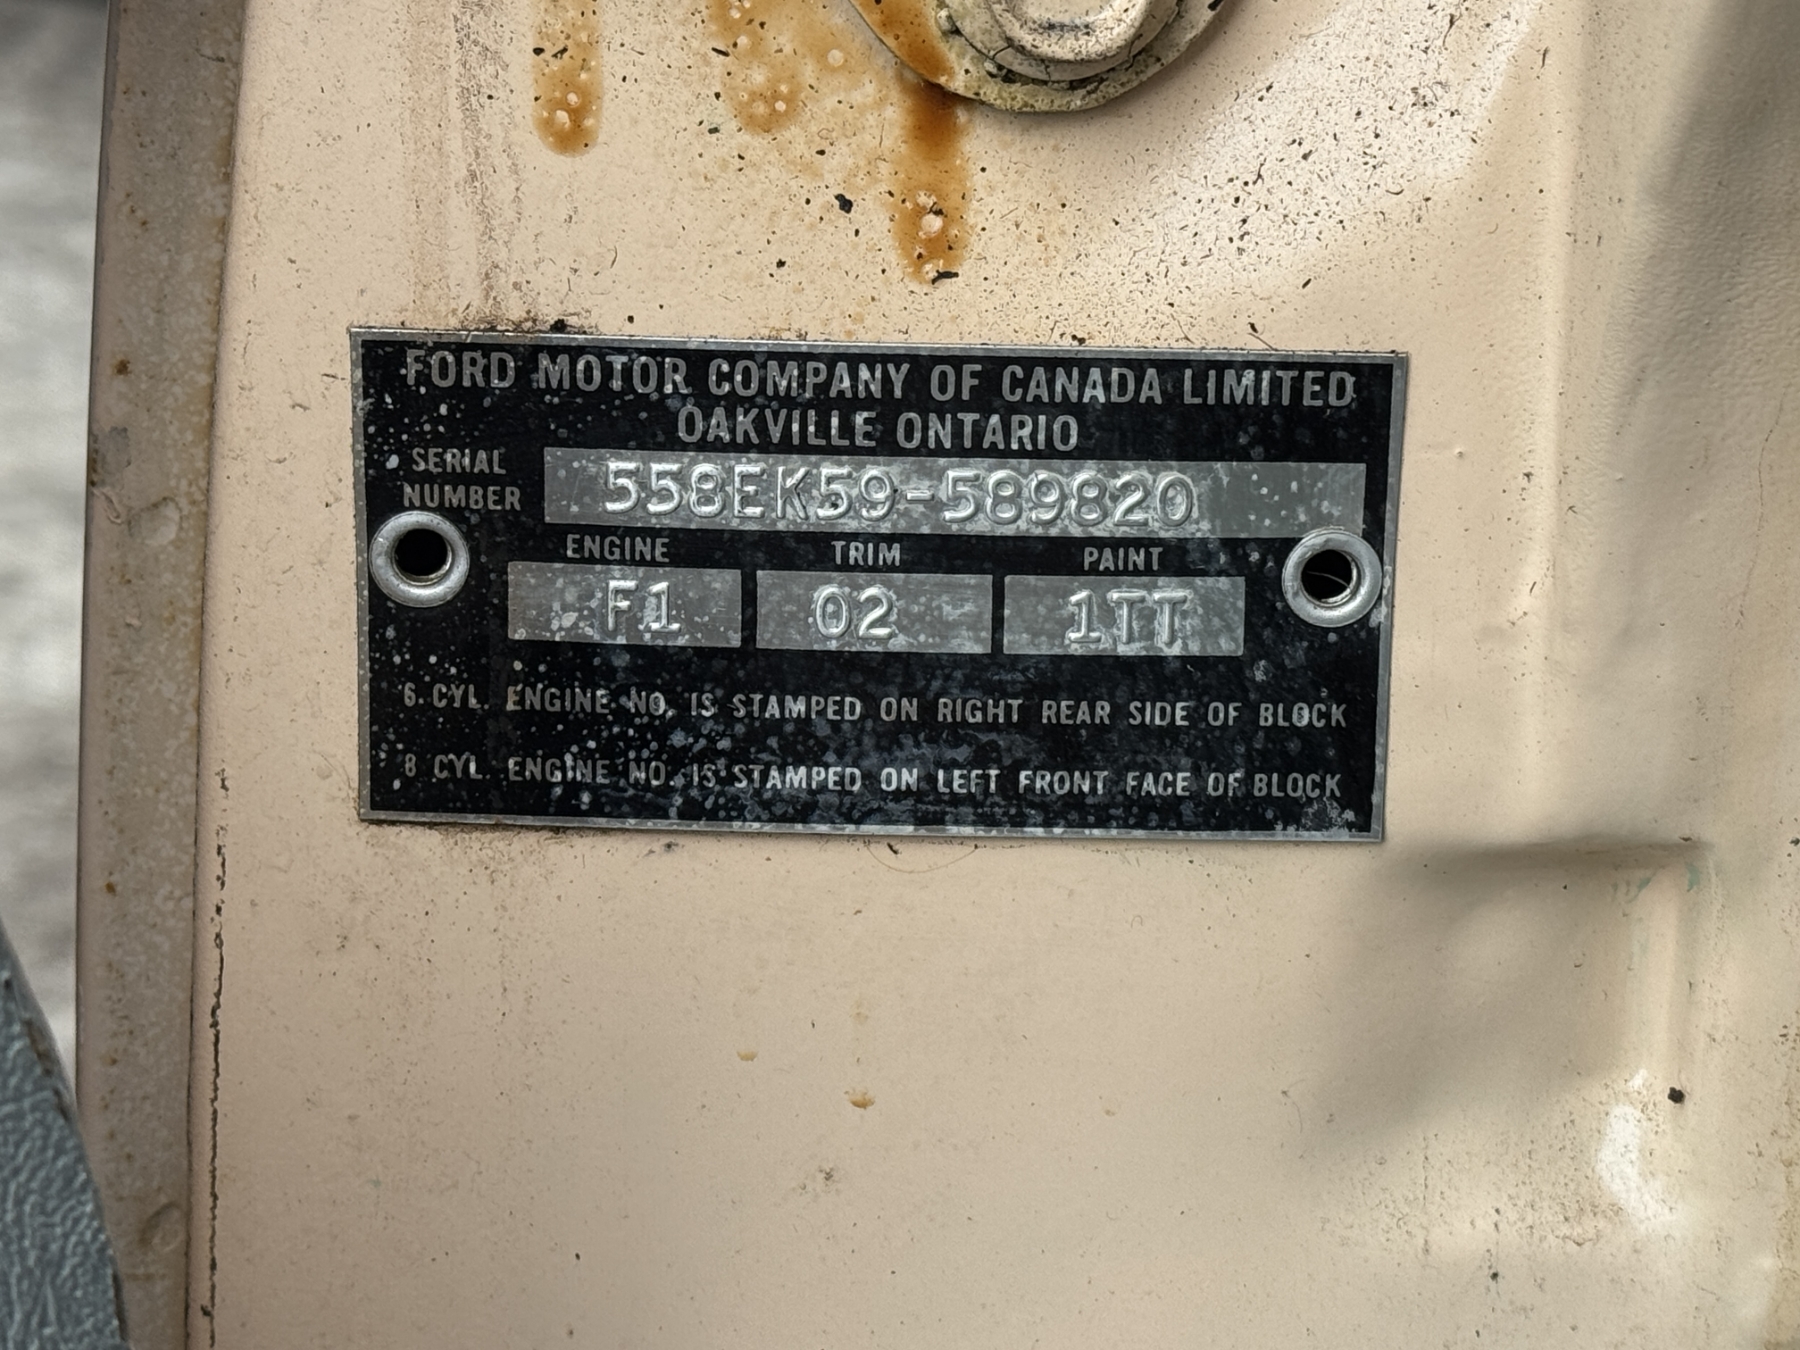 FORD MOTOR COMPANY OF CANADA LIMITED
OAKVILLE ONTARIO
SERIAL NUMBER 558EK59-589820
ENGINE TRIM PAINT
F1 02 1TT
6 CYL. ENGINE NO. IS STAMPED ON RIGHT REAR SIDE OF BLOCK
8 CYL. ENGINE NO. IS STAMPED ON LEFT FRONT FACE OF BLOCK